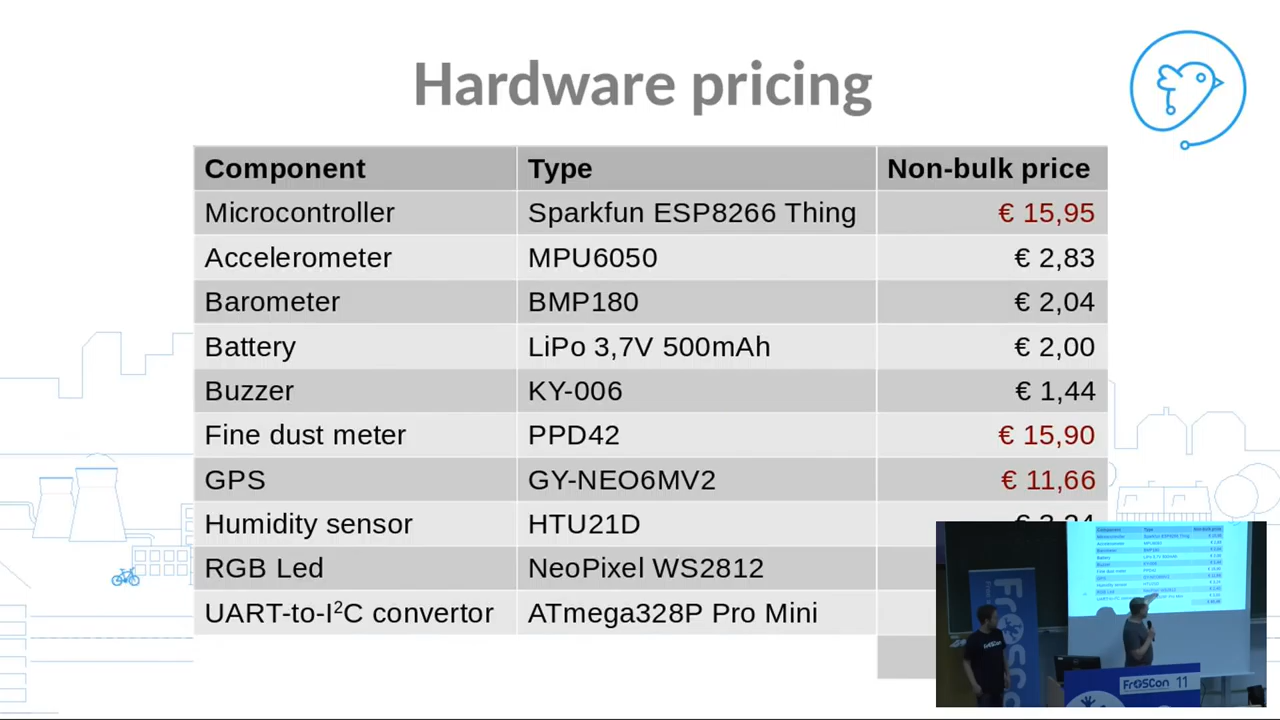 Hardware pricing
Component Type Non-bulk price
Microcontroller Sparkfun ESP8266 Thing € 15,95
Accelerometer MPU6050 € 2,83
Barometer BMP180 € 2,04
Battery LiPo 3,7V 500mAh € 2,00
Buzzer KY-006 € 1,44
Fine dust meter PPD42 € 15,90
GPS GY-NEO6MV2 € 11,66
Humidity sensor HTU21D
RGB Led NeoPixel WS2812
UART-to-I²C convertor ATmega328P Pro Mini
FrOSCon
FrOSCon 11